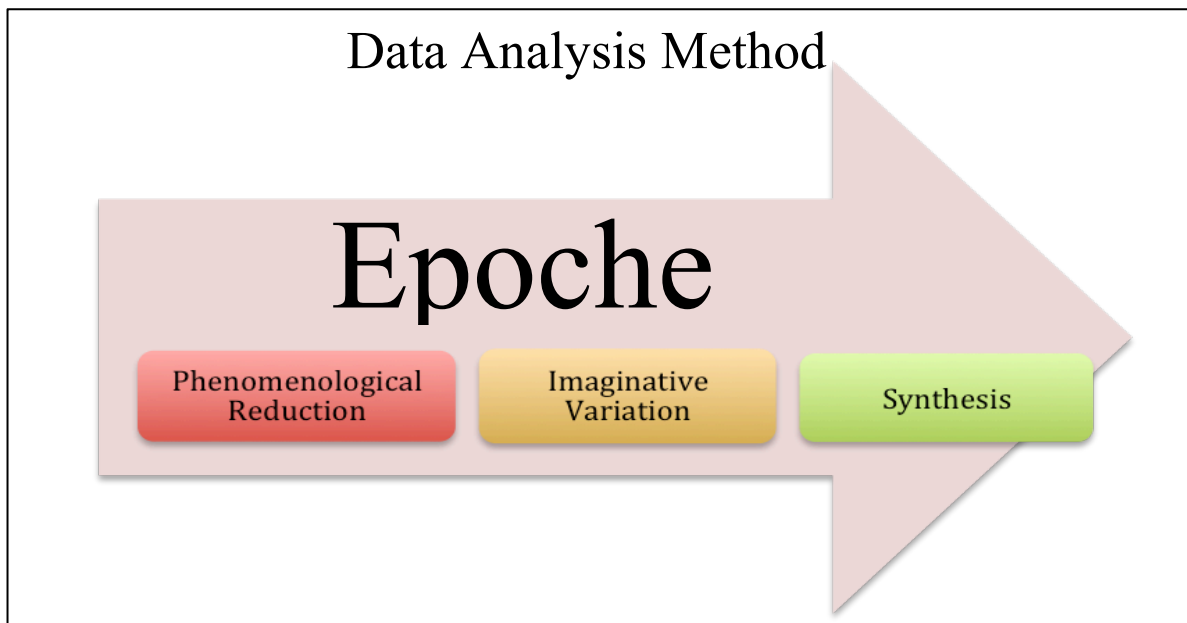 Data Analysis Method
Epoche
Phenomenological
Reduction
Imaginative
Variation
Synthesis